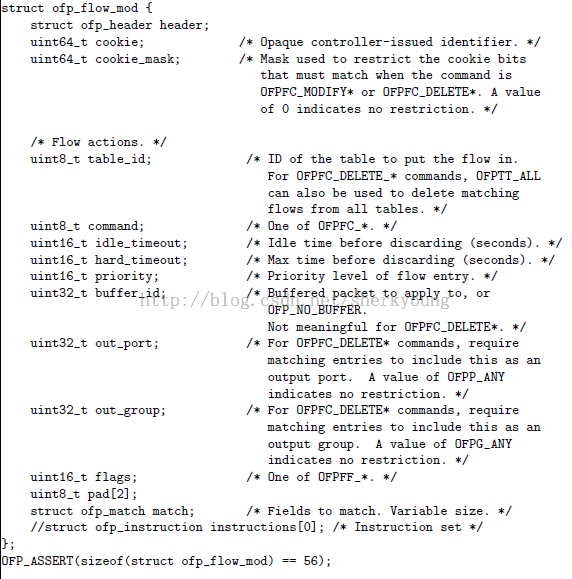 struct ofp_flow_mod {
struct ofp_header header;
uint64_t cookie; /* Opaque controller-issued identifier. */
uint64_t cookie_mask; /* Mask used to restrict the cookie bits
that must match when the command is
OFPFC_MODIFY* or OFPFC_DELETE*. A value
of 0 indicates no restriction. */
/* Flow actions. */
uint8_t table_id; /* ID of the table to put the flow in.
For OFPFC_DELETE_* commands, OFPTT_ALL
can also be used to delete matching
flows from all tables. */
uint8_t command; /* One of OFPFC_*. */
uint16_t idle_timeout; /* Idle time before discarding (seconds). */
uint16_t hard_timeout; /* Max time before discarding (seconds). */
uint16_t priority; /* Priority level of flow entry. */
uint32_t buffer_id; /* Buffered packet to apply to, or
http://blog.csdn.net/sherkyoung
OFP_NO_BUFFER.
Not meaningful for OFPFC_DELETE*. */
uint32_t out_port; /* For OFPFC_DELETE* commands, require
matching entries to include this as an
output port. A value of OFPP_ANY
indicates no restriction. */
uint32_t out_group; /* For OFPFC_DELETE* commands, require
matching entries to include this as an
output group. A value of OFPG_ANY
indicates no restriction. */
uint16_t flags; /* One of OFPFF_*. */
uint8_t pad[2];
struct ofp_match match; /* Fields to match. Variable size. */
//struct ofp_instruction instructions[0]; /* Instruction set */
};
OFP_ASSERT(sizeof(struct ofp_flow_mod) == 56);